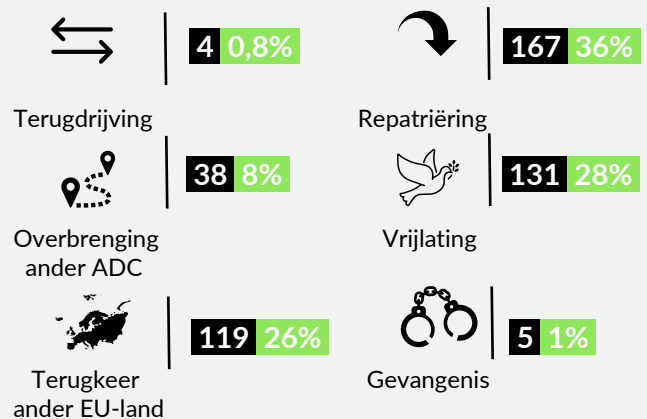 4 0,8%
Terugdrijving
167 36%
Repatriëring
38 8%
Overbrenging
ander ADC
131 28%
Vrijlating
119 26%
Terugkeer
ander EU-land
5 1%
Gevangenis